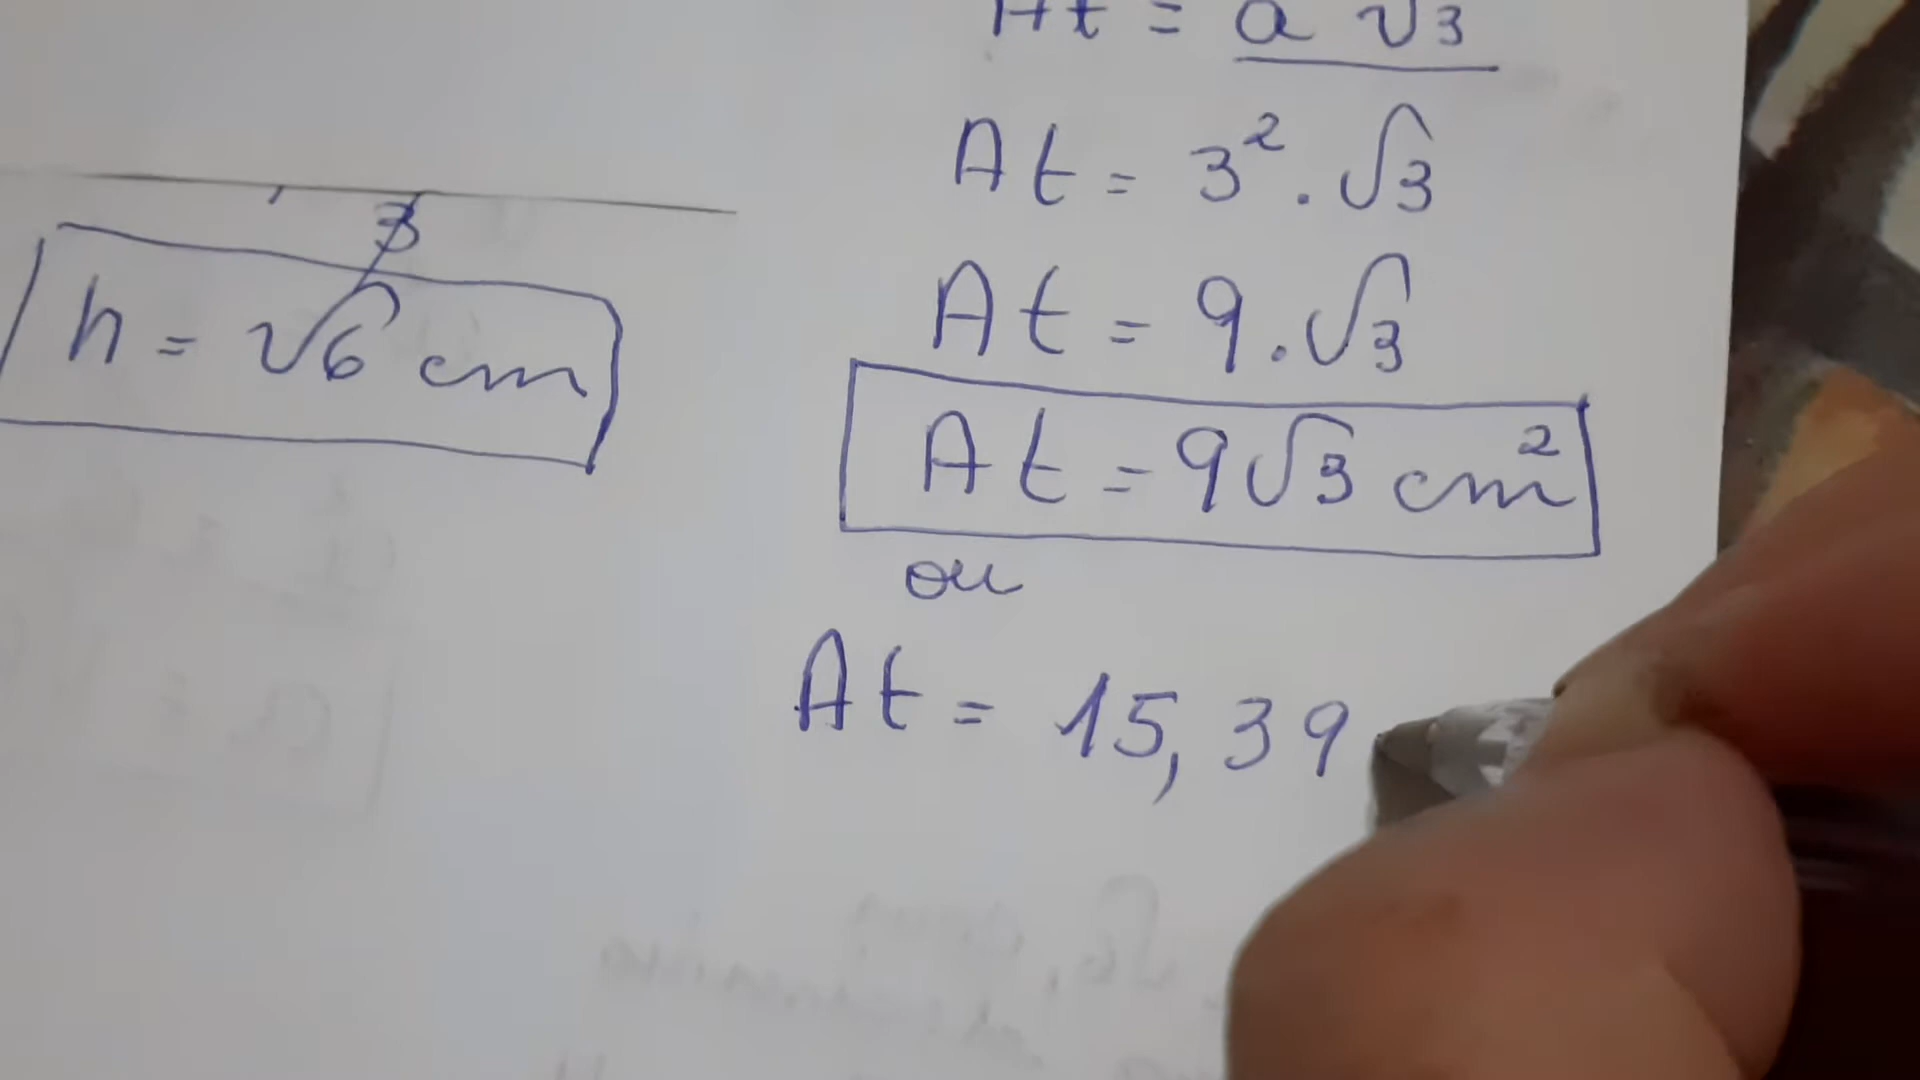 At = a √3
3
h = √6 cm
At = 3² . √3
At = 9 . √3
At = 9√3 cm²
ou
At = 15,39